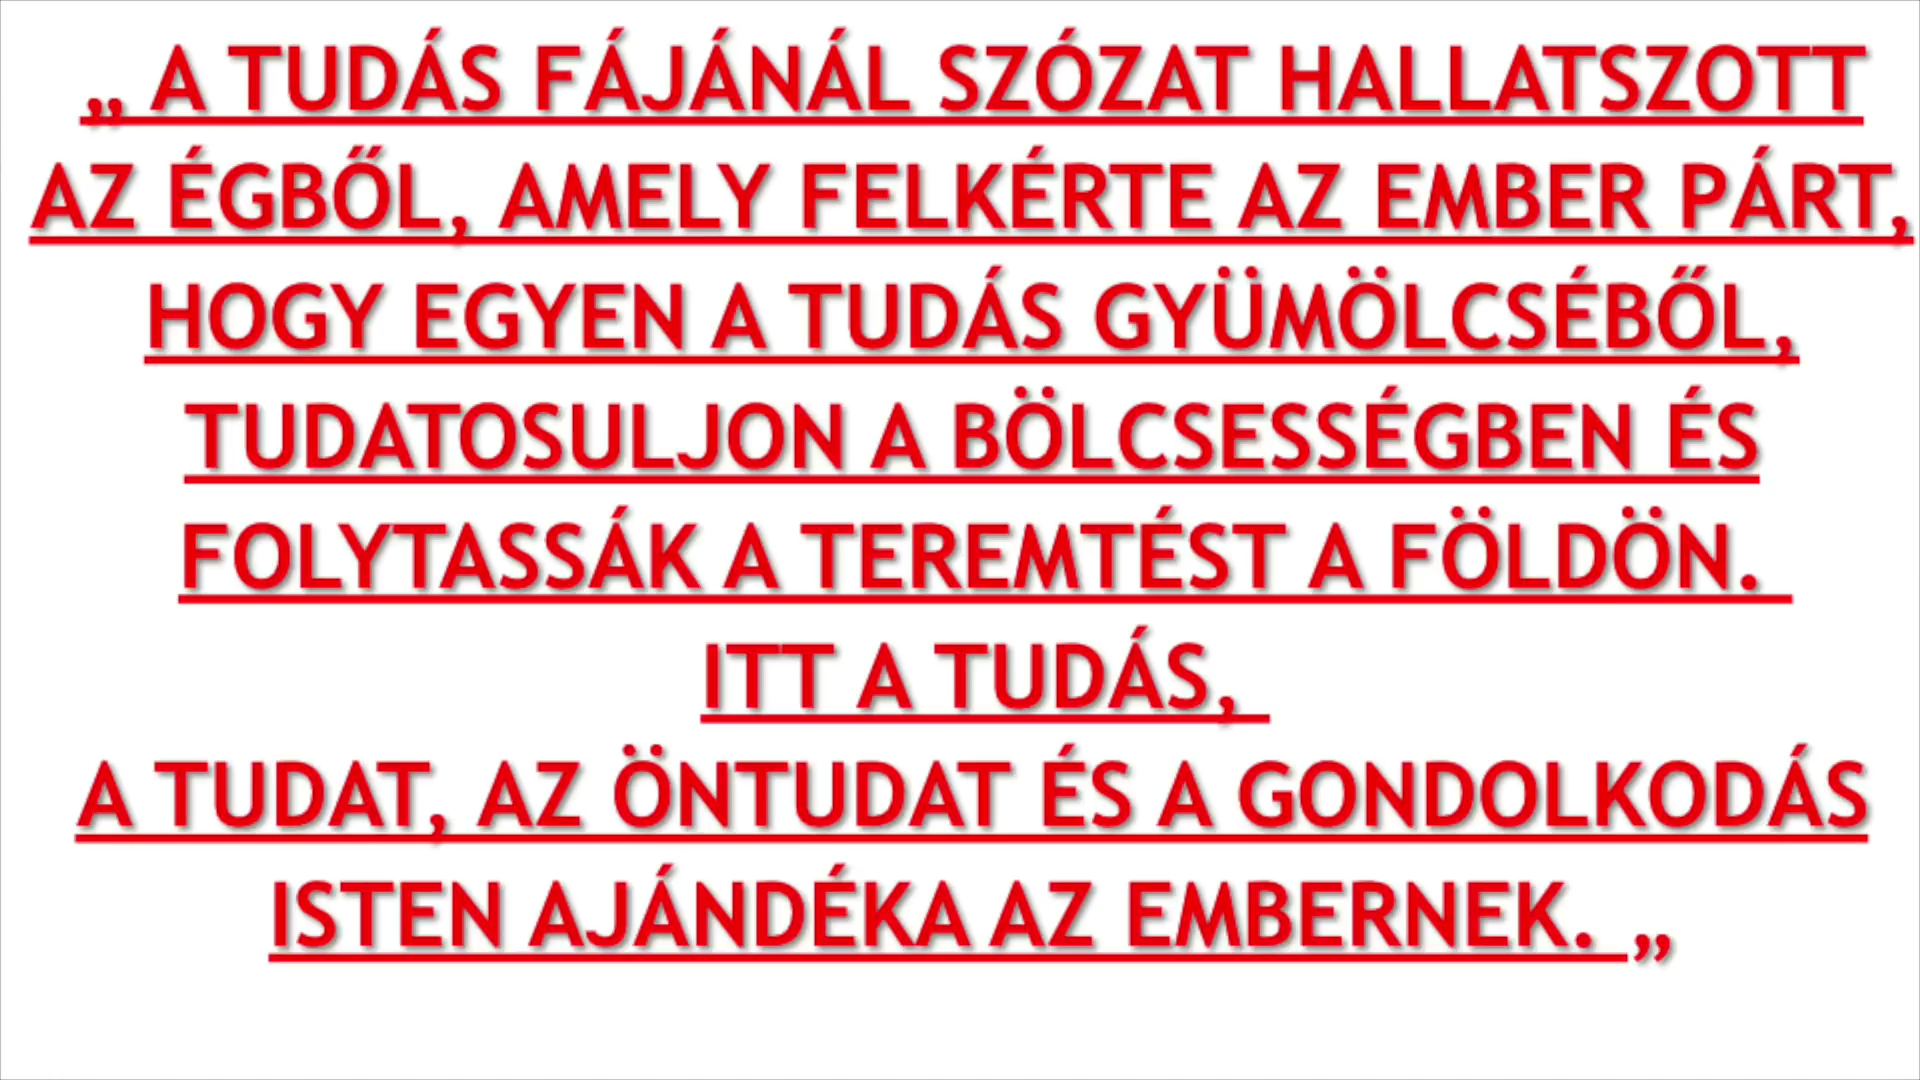 „ A TUDÁS FÁJÁNÁL SZÓZAT HALLATSZOTT
AZ ÉGBŐL, AMELY FELKÉRTE AZ EMBER PÁRT,
HOGY EGYEN A TUDÁS GYÜMÖLCSÉBŐL,
TUDATOSULJON A BÖLCSESSÉGBEN ÉS
FOLYTASSÁK A TEREMTÉST A FÖLDÖN.
ITT A TUDÁS,
A TUDAT, AZ ÖNTUDAT ÉS A GONDOLKODÁS
ISTEN AJÁNDÉKA AZ EMBERNEK. „